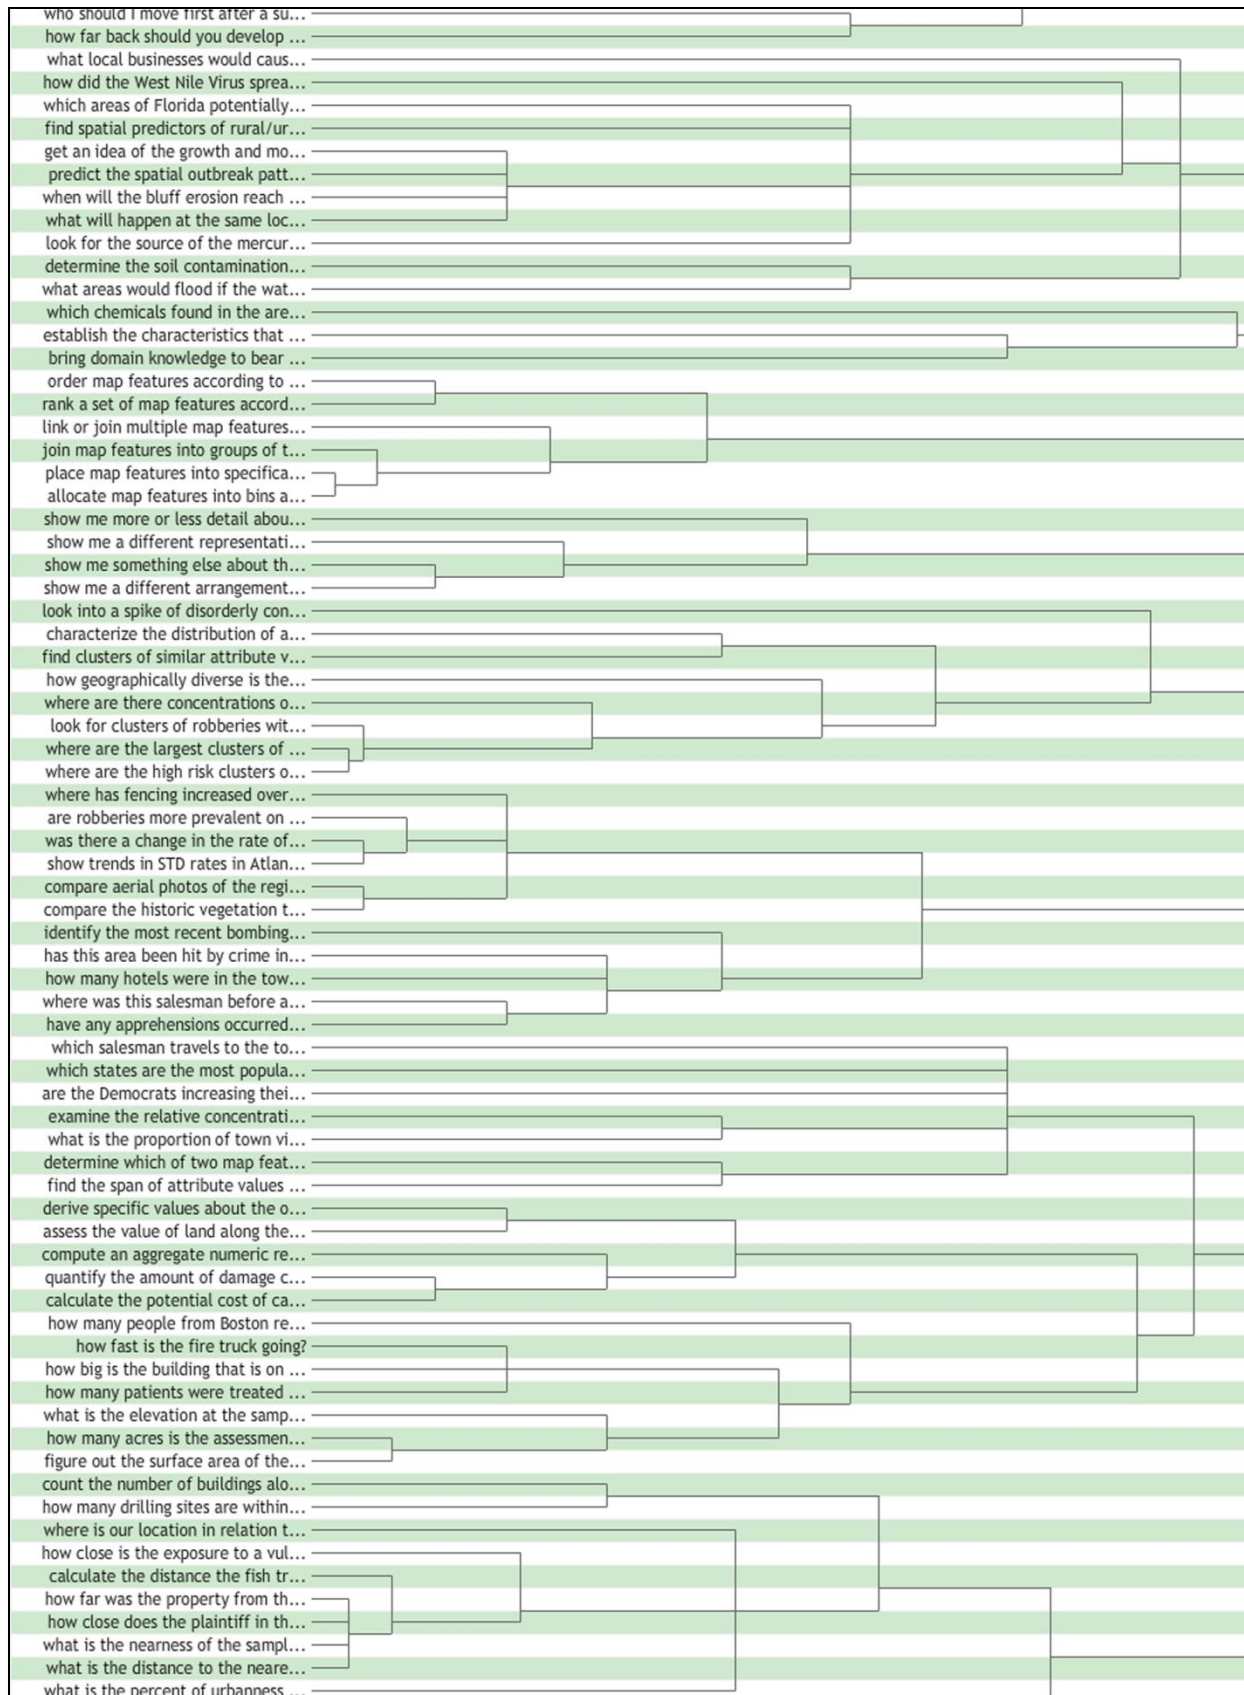 who should I move first after a su...
how far back should you develop ...
what local businesses would caus...
how did the West Nile Virus sprea...
which areas of Florida potentially...
find spatial predictors of rural/ur...
get an idea of the growth and mo...
predict the spatial outbreak patt...
when will the bluff erosion reach ...
what will happen at the same loc...
look for the source of the mercur...
determine the soil contamination...
what areas would flood if the wat...
which chemicals found in the are...
establish the characteristics that ...
bring domain knowledge to bear ...
order map features according to ...
rank a set of map features accord...
link or join multiple map features...
join map features into groups of t...
place map features into specifica...
allocate map features into bins a...
show me more or less detail abou...
show me a different representati...
show me something else about th...
show me a different arrangement...
look into a spike of disorderly con...
characterize the distribution of a...
find clusters of similar attribute v...
how geographically diverse is the...
where are there concentrations o...
look for clusters of robberies wit...
where are the largest clusters of ...
where are the high risk clusters o...
where has fencing increased over...
are robberies more prevalent on ...
was there a change in the rate of...
show trends in STD rates in Atlan...
compare aerial photos of the regi...
compare the historic vegetation t...
identify the most recent bombing...
has this area been hit by crime in...
how many hotels were in the tow...
where was this salesman before a...
have any apprehensions occurred...
which salesman travels to the to...
which states are the most popula...
are the Democrats increasing thei...
examine the relative concentrati...
what is the proportion of town vi...
determine which of two map feat...
find the span of attribute values ...
derive specific values about the o...
assess the value of land along the...
compute an aggregate numeric re...
quantify the amount of damage c...
calculate the potential cost of ca...
how many people from Boston re...
how fast is the fire truck going?
how big is the building that is on ...
how many patients were treated ...
what is the elevation at the samp...
how many acres is the assessmen...
figure out the surface area of the...
count the number of buildings alo...
how many drilling sites are within...
where is our location in relation t...
how close is the exposure to a vul...
calculate the distance the fish tr...
how far was the property from th...
how close does the plaintiff in th...
what is the nearness of the sampl...
what is the distance to the neare...
what is the percent of urbanness ...